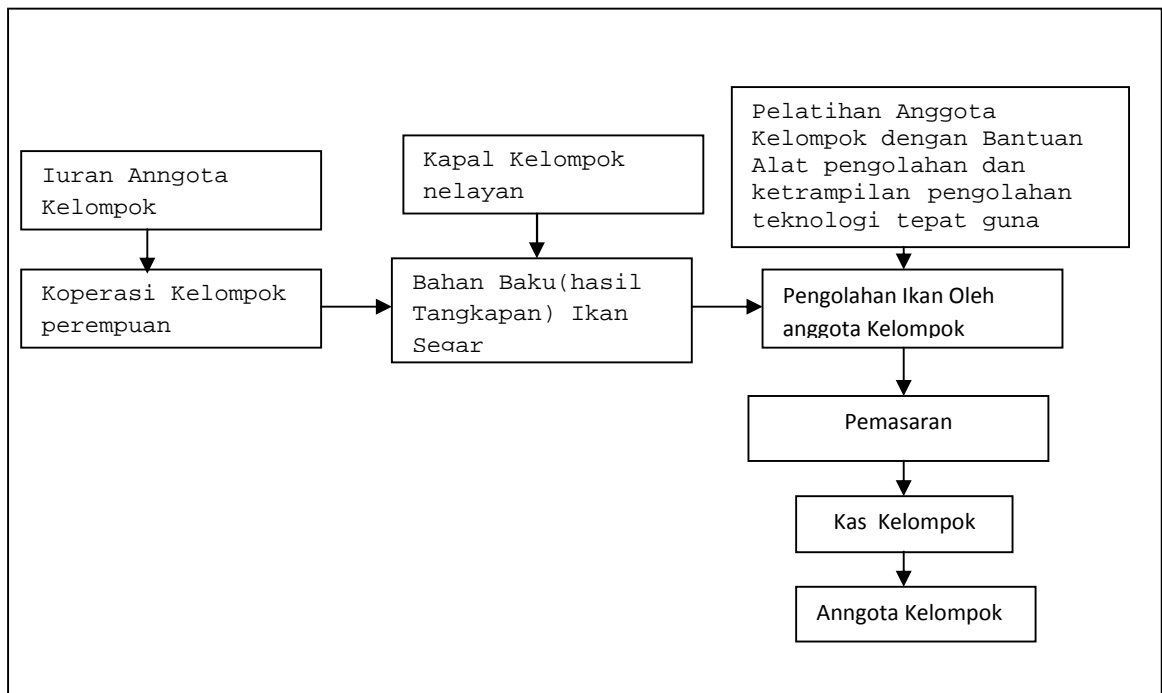 Iuran Anngota
Kelompok
Koperasi Kelompok
perempuan
Kapal Kelompok
nelayan
Bahan Baku(hasil
Tangkapan) Ikan
Segar
Pelatihan Anggota
Kelompok dengan Bantuan
Alat pengolahan dan
ketrampilan pengolahan
teknologi tepat guna
Pengolahan Ikan Oleh
anggota Kelompok
Pemasaran
Kas Kelompok
Anngota Kelompok